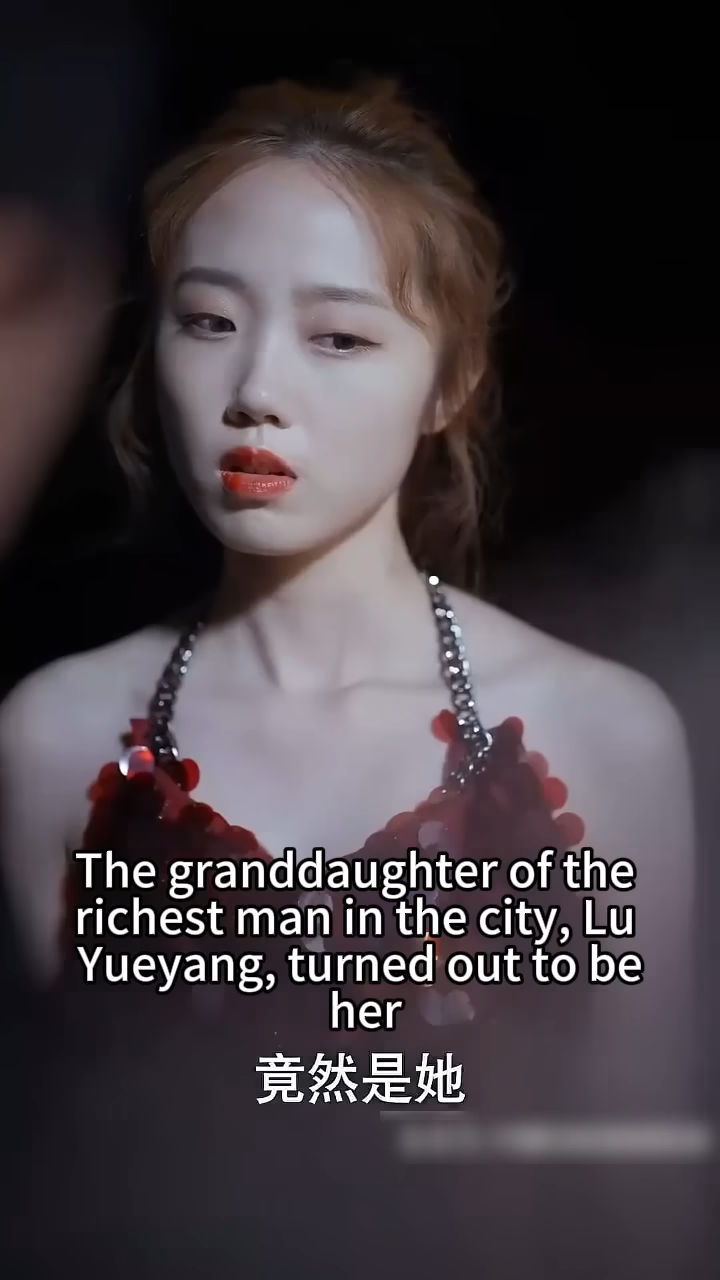 The granddaughter of the
richest man in the city, Lu
Yueyang, turned out to be
her
竟然是她